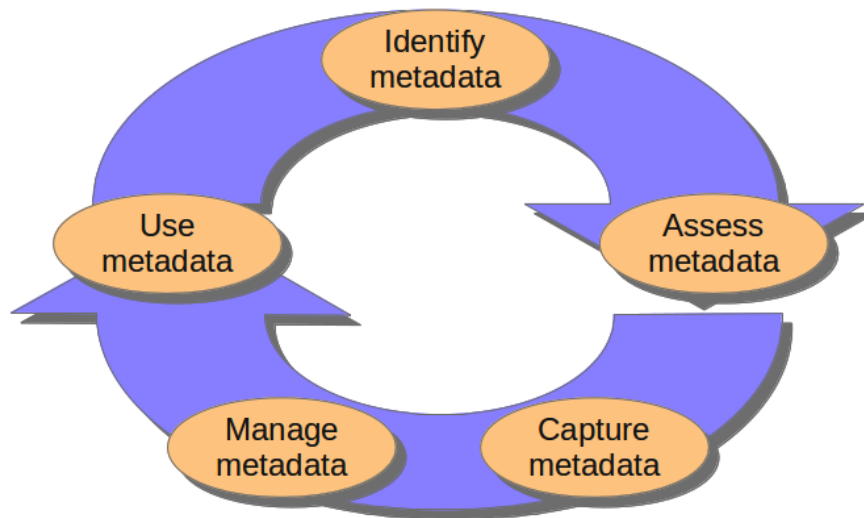 Identify
metadata
Assess
metadata
Capture
metadata
Manage
metadata
Use
metadata